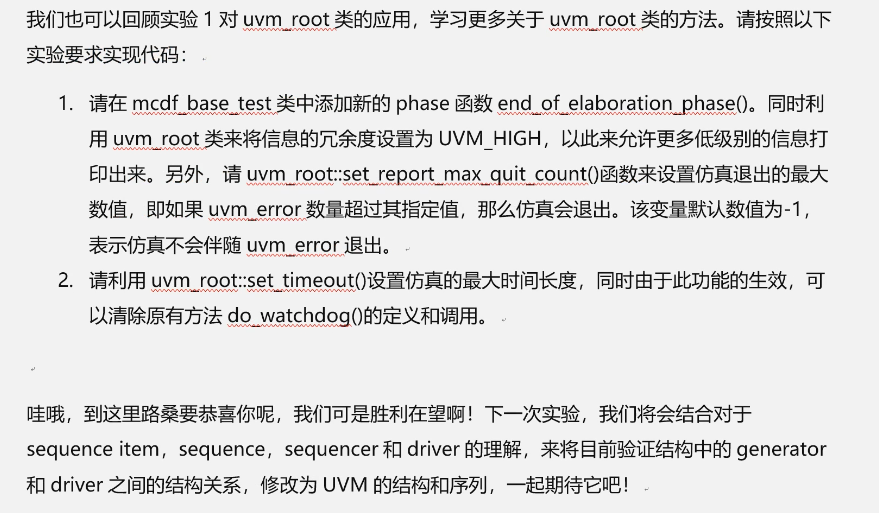 我们也可以回顾实验 1 对 uvm_root 类的应用，学习更多关于 uvm_root 类的方法。请按照以下
实验要求实现代码：
1. 请在 mcdf_base_test 类中添加新的 phase 函数 end_of_elaboration_phase()。同时利
用 uvm_root 类来将信息的冗余度设置为 UVM_HIGH，以此来允许更多低级别的信息打
印出来。另外，请 uvm_root::set_report_max_quit_count()函数来设置仿真退出的最大
数值，即如果 uvm_error 数量超过其指定值，那么仿真会退出。该变量默认数值为-1，
表示仿真不会伴随 uvm_error 退出。
2. 请利用 uvm_root::set_timeout()设置仿真的最大时间长度，同时由于此功能的生效，可
以清除原有方法 do_watchdog()的定义和调用。
哇哦，到这里路桑要恭喜你呢，我们可是胜利在望啊！下一次实验，我们将会结合对于
sequence item，sequence，sequencer 和 driver 的理解，来将目前验证结构中的 generator
和 driver 之间的结构关系，修改为 UVM 的结构和序列，一起期待它吧！